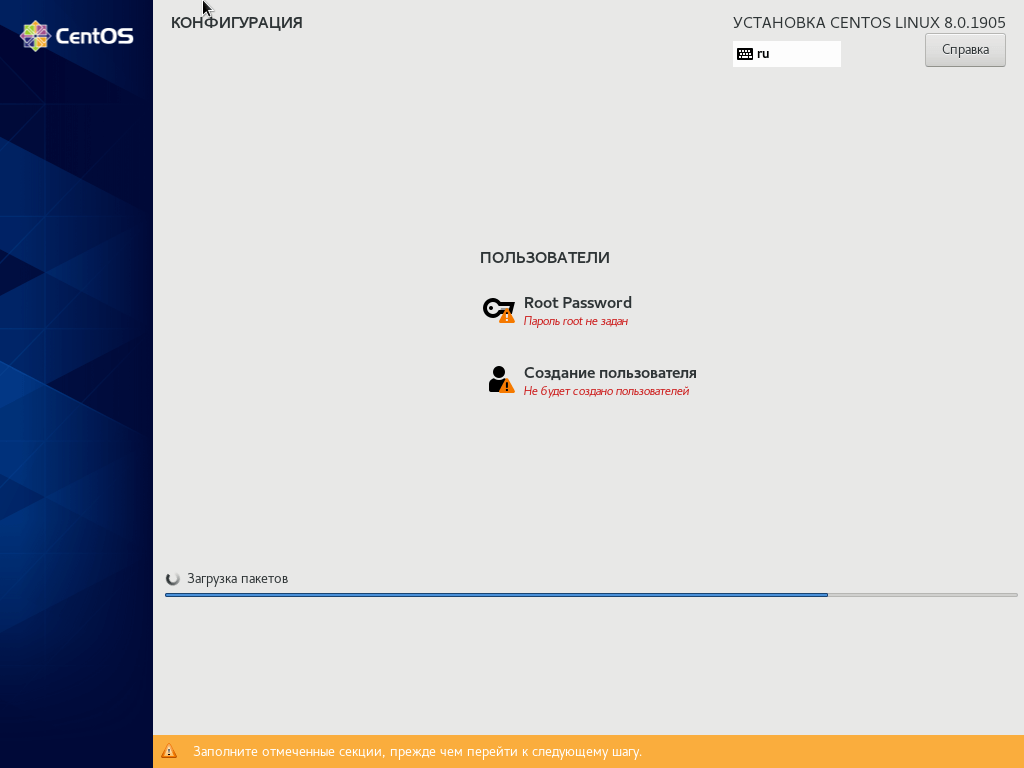 CentOS
КОНФИГУРАЦИЯ
УСТАНОВКА CENTOS LINUX 8.0.1905
ru
Справка
ПОЛЬЗОВАТЕЛИ
Root Password
Пароль root не задан
Создание пользователя
Не будет создано пользователей
Загрузка пакетов
Заполните отмеченные секции, прежде чем перейти к следующему шагу.